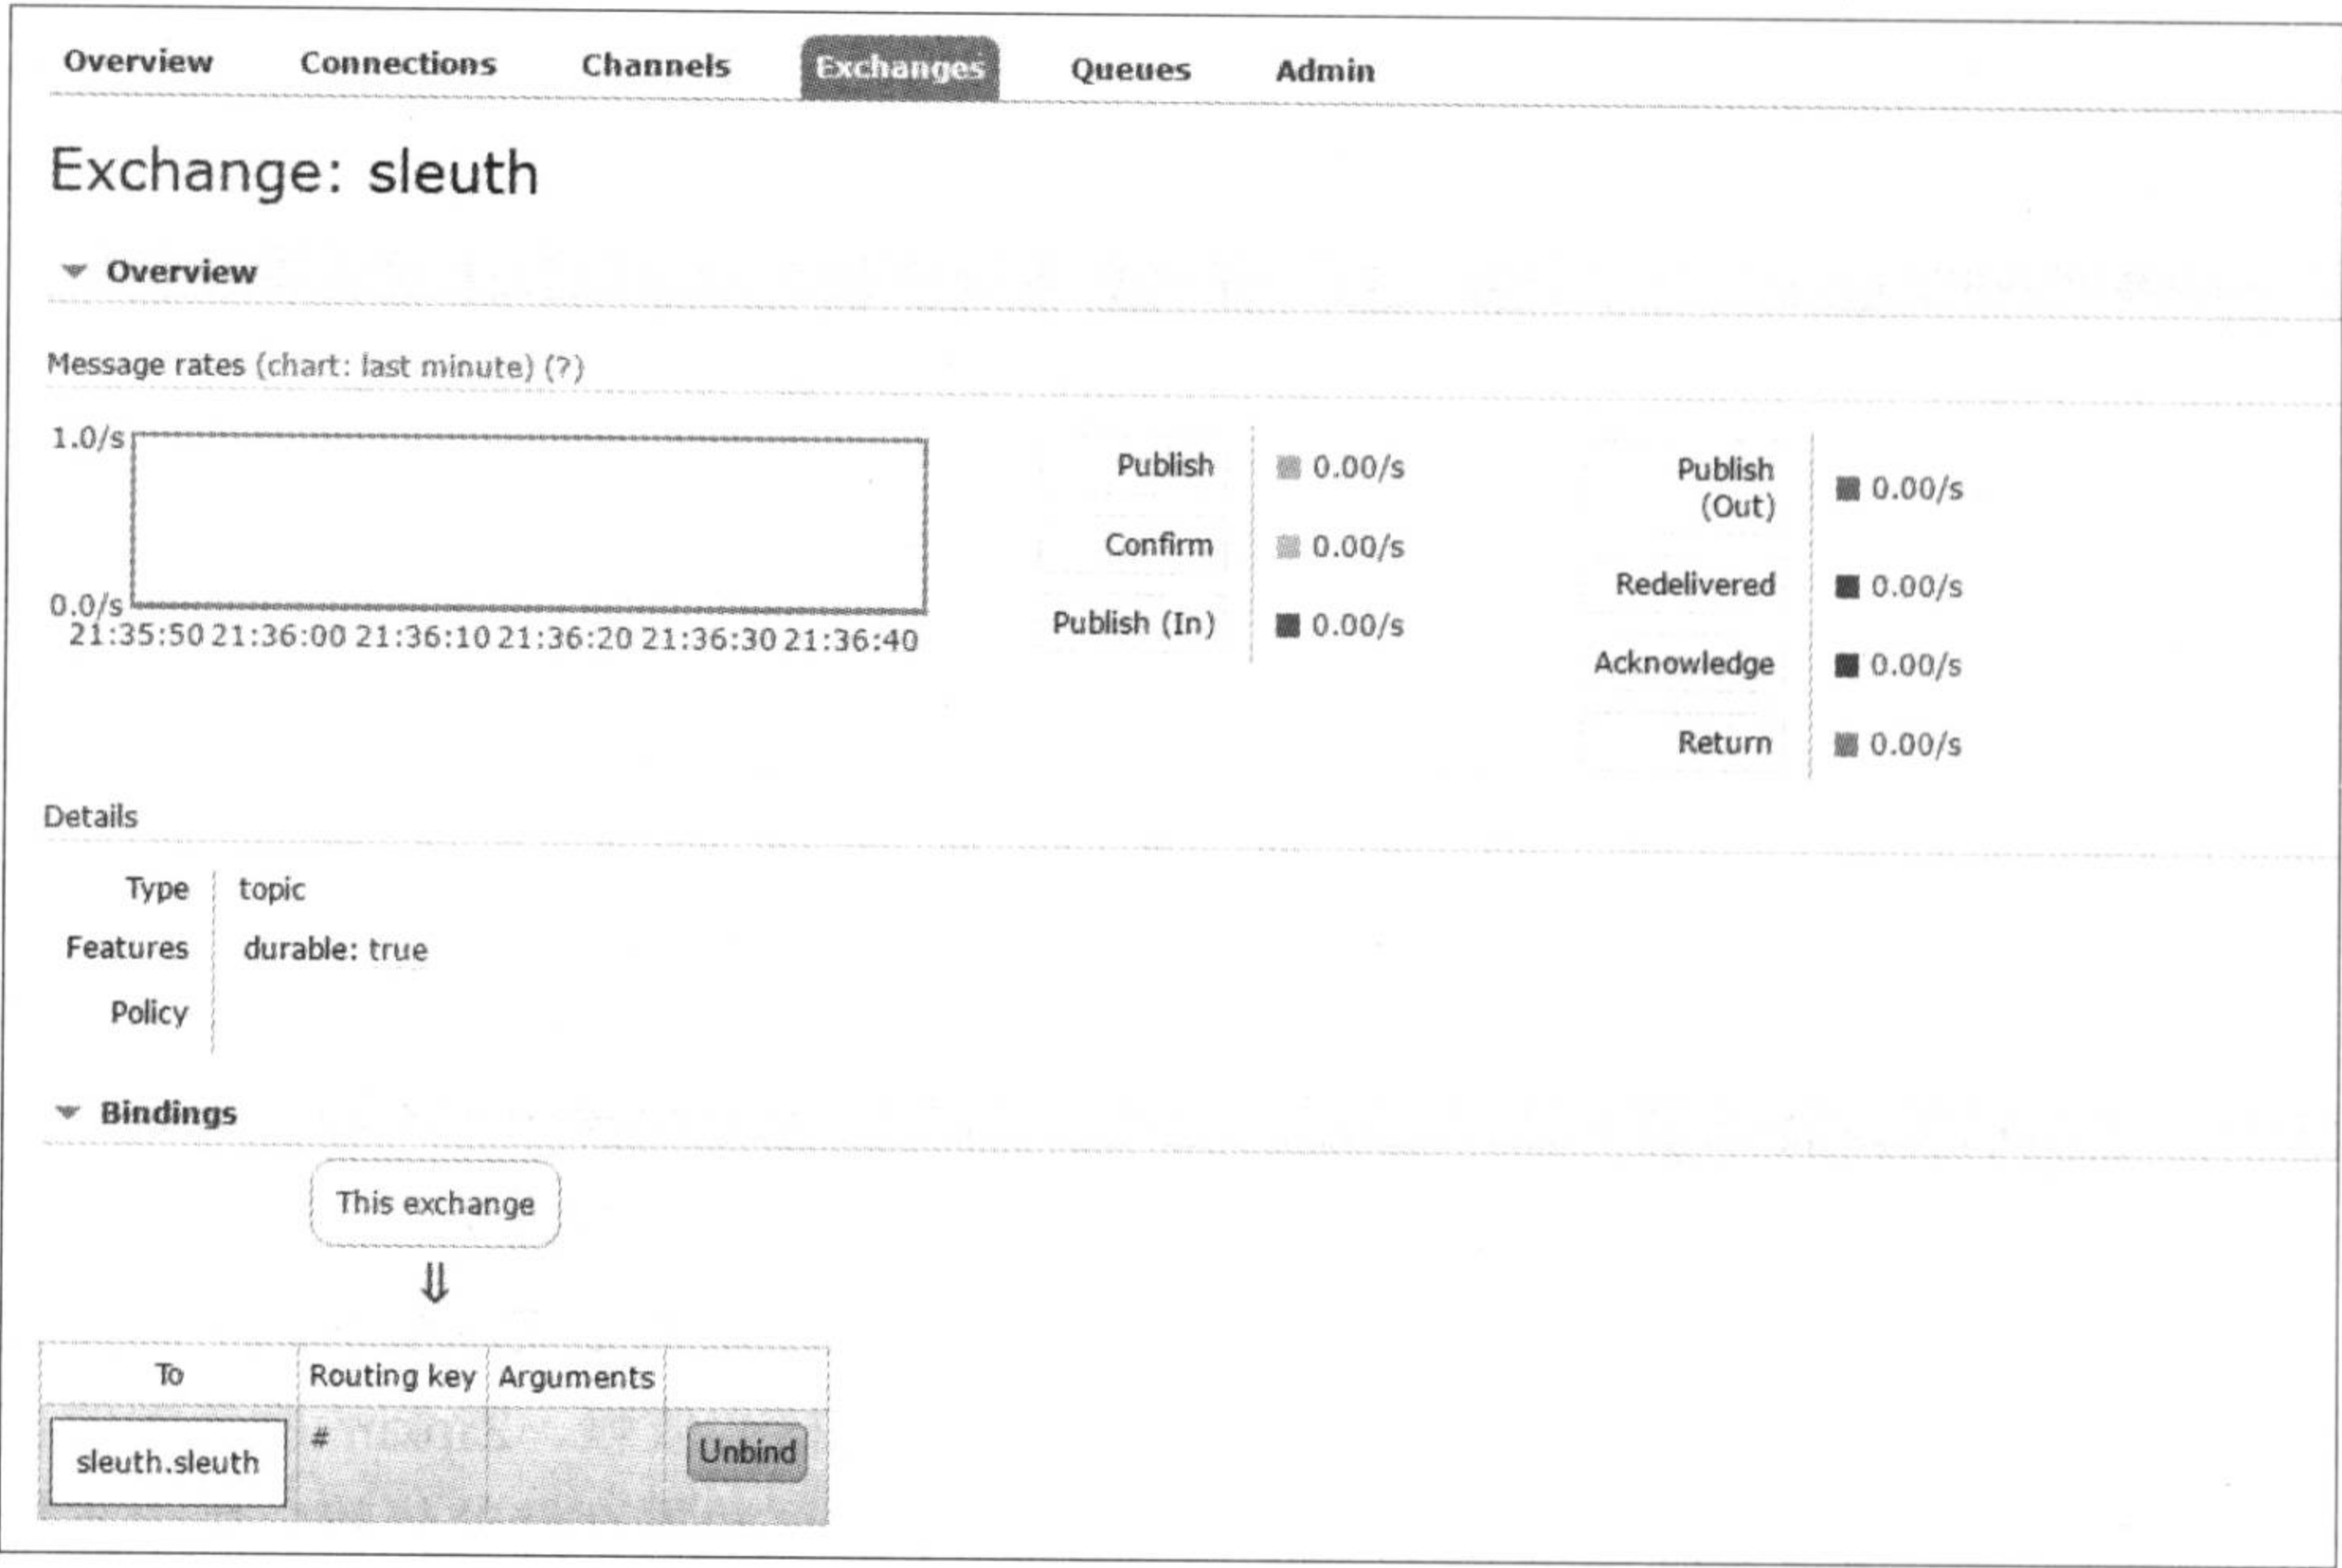 Overview Connections Channels Exchanges Queues Admin
Exchange: sleuth
Overview
Message rates (chart: last minute) (?)
1.0/s
0.0/s
21:35:50 21:36:00 21:36:10 21:36:20 21:36:30 21:36:40
Publish 0.00/s
Confirm 0.00/s
Publish (In) 0.00/s
Publish
(Out) 0.00/s
Redelivered 0.00/s
Acknowledge 0.00/s
Return 0.00/s
Details
Type topic
Features durable: true
Policy
Bindings
This exchange
⇓
To Routing key Arguments
sleuth.sleuth # Unbind